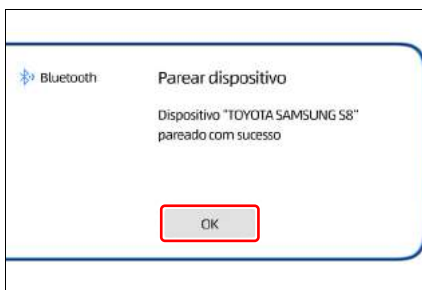 Bluetooth
Parear dispositivo
Dispositivo "TOYOTA SAMSUNG S8"
pareado com sucesso
OK